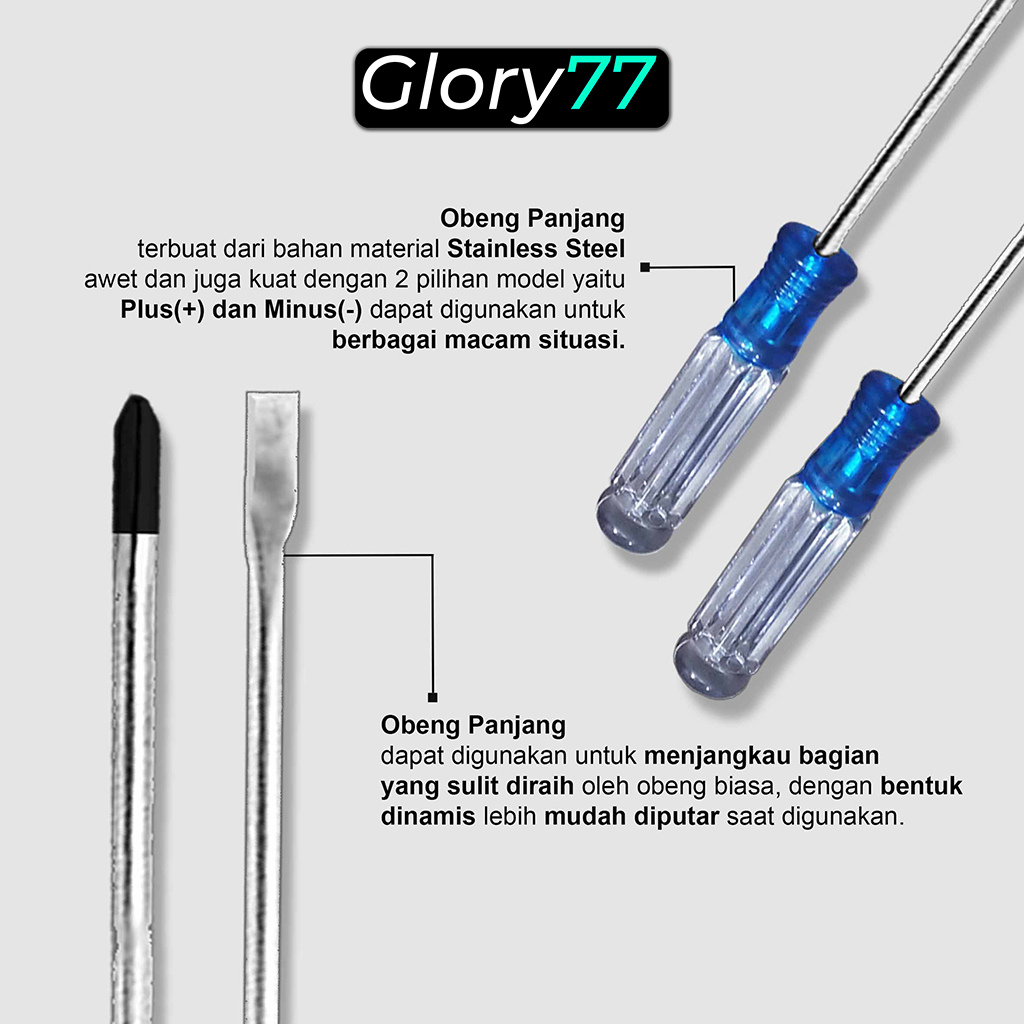 Glory77
Obeng Panjang
terbuat dari bahan material Stainless Steel
awet dan juga kuat dengan 2 pilihan model yaitu
Plus(+) dan Minus(-) dapat digunakan untuk
berbagai macam situasi.
Obeng Panjang
dapat digunakan untuk menjangkau bagian
yang sulit diraih oleh obeng biasa, dengan bentuk
dinamis lebih mudah diputar saat digunakan.